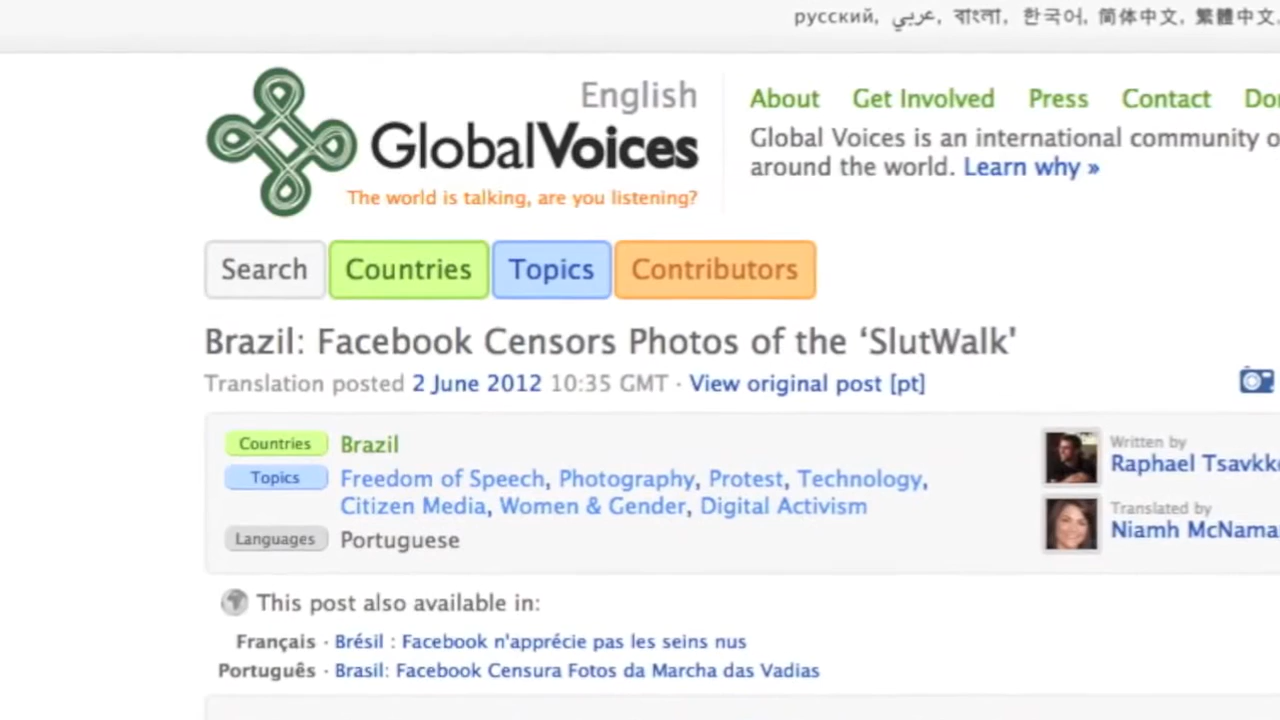 русский, عربي, বাংলা, 한국어, 简体中文, 繁體中文,
English
GlobalVoices
The world is talking, are you listening?
About Get Involved Press Contact
Global Voices is an international community
around the world. Learn why »
Search Countries Topics Contributors
Brazil: Facebook Censors Photos of the ‘SlutWalk'
Translation posted 2 June 2012 10:35 GMT · View original post [pt]
Countries Brazil
Topics Freedom of Speech, Photography, Protest, Technology,
Citizen Media, Women & Gender, Digital Activism
Languages Portuguese
Written by
Raphael
Translated by
Niamh
This post also available in:
Français · Brésil : Facebook n'apprécie pas les seins nus
Português · Brasil: Facebook Censura Fotos da Marcha das Vadias